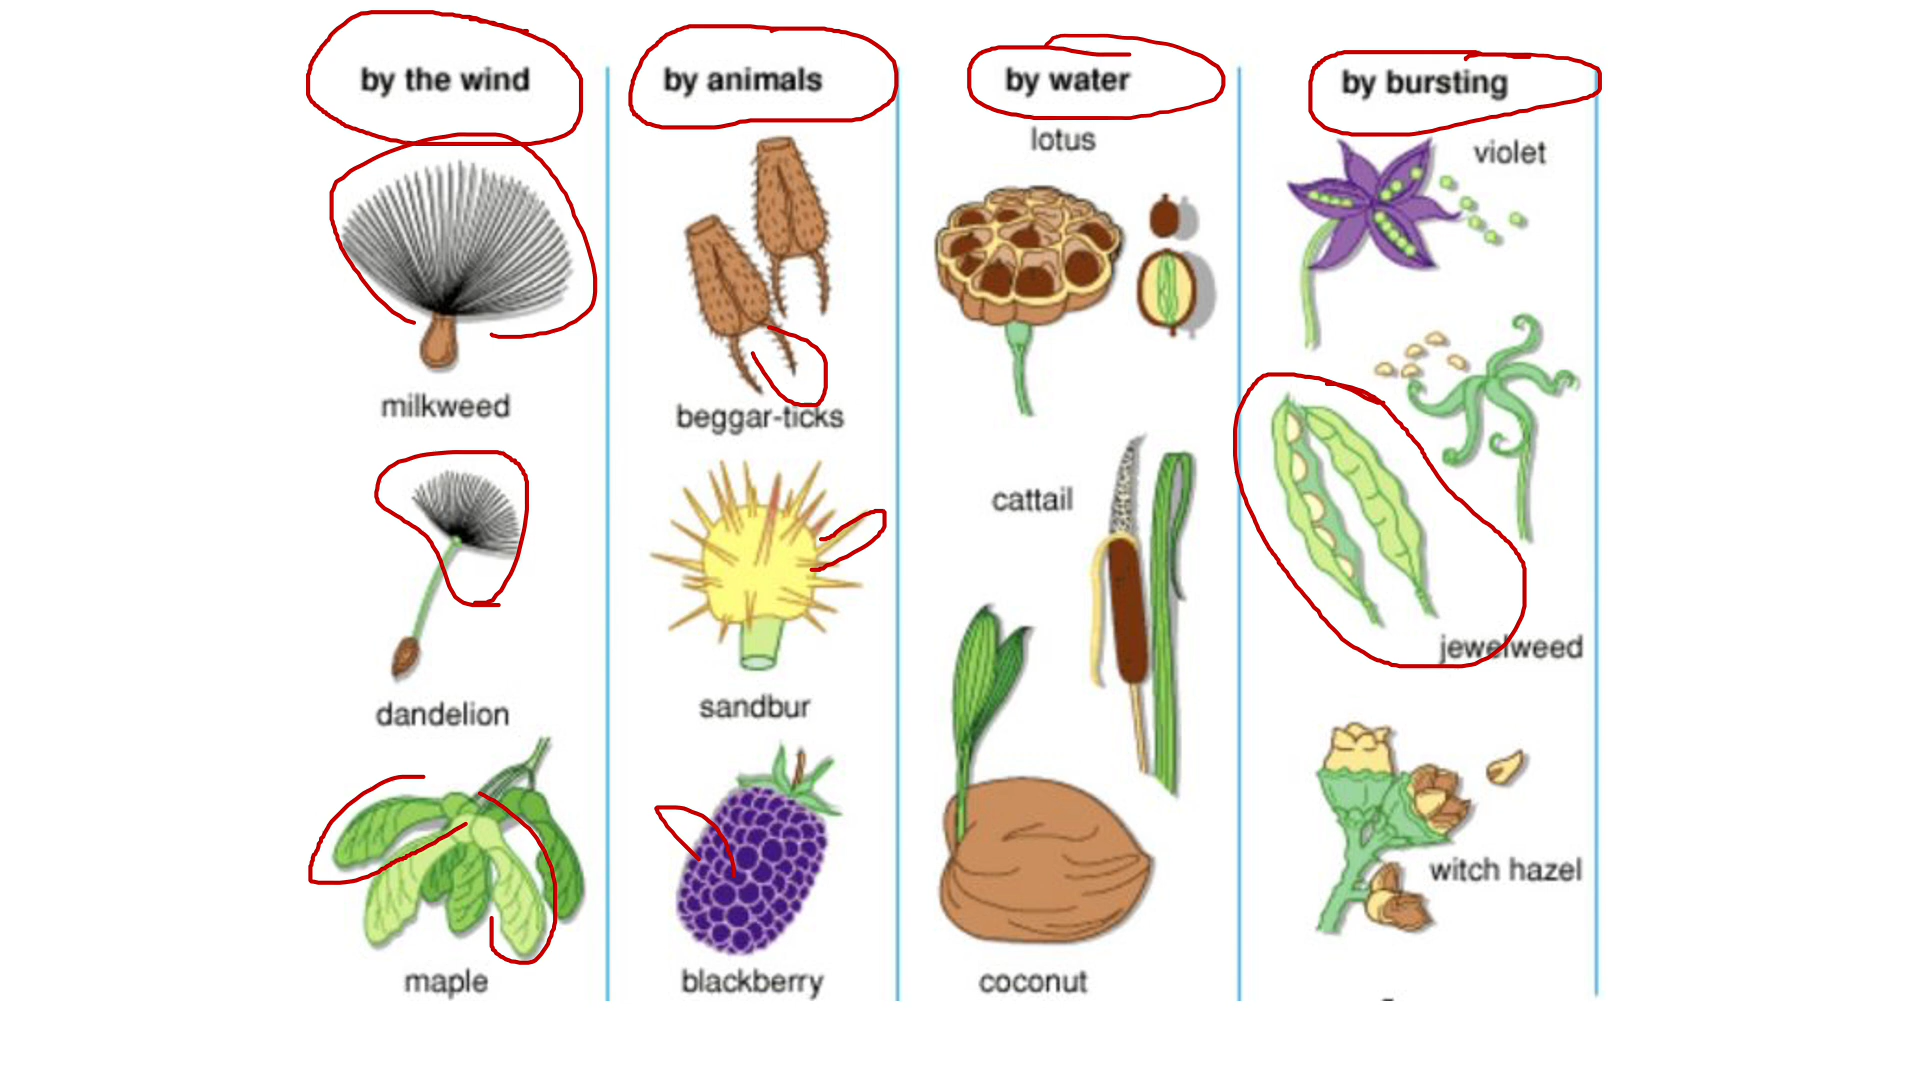 by the wind
milkweed
dandelion
maple
by animals
beggar-ticks
sandbur
blackberry
by water
lotus
cattail
coconut
by bursting
violet
jewelweed
witch hazel